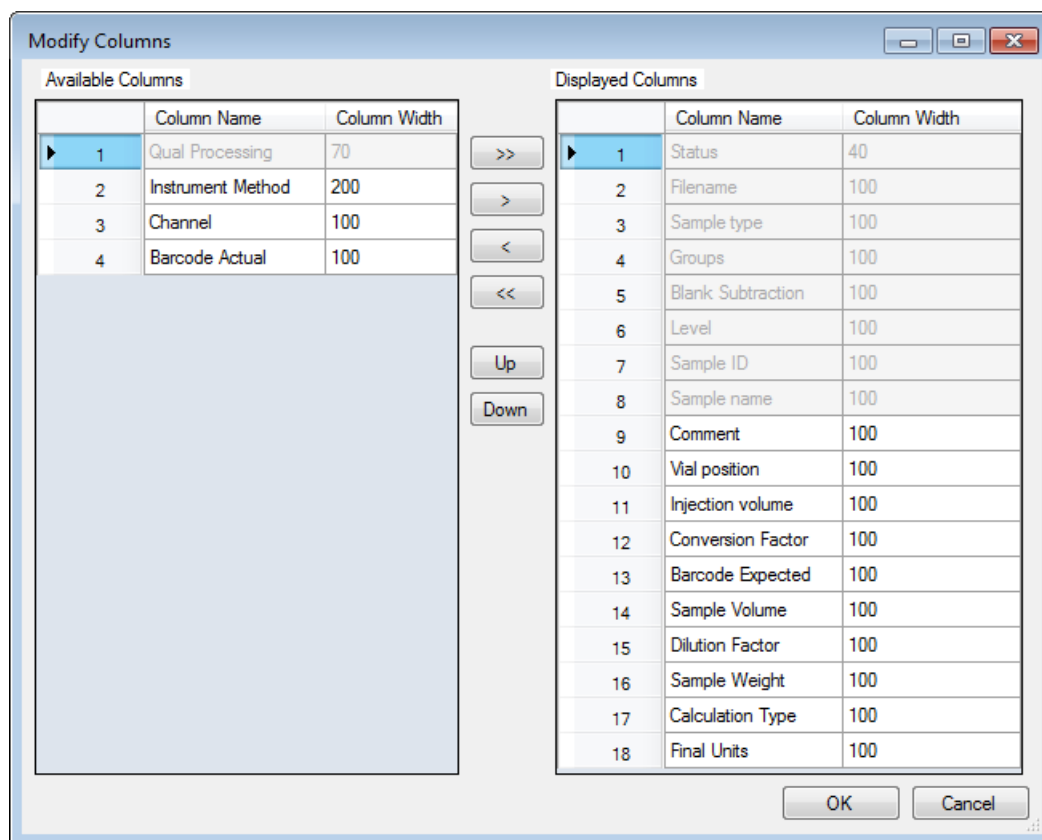 Modify Columns
Available Columns
Column Name Column Width
1 Qual Processing 70
2 Instrument Method 200
3 Channel 100
4 Barcode Actual 100
>>
>
<
<<
Up
Down
Displayed Columns
Column Name Column Width
1 Status 40
2 Filename 100
3 Sample type 100
4 Groups 100
5 Blank Subtraction 100
6 Level 100
7 Sample ID 100
8 Sample name 100
9 Comment 100
10 Vial position 100
11 Injection volume 100
12 Conversion Factor 100
13 Barcode Expected 100
14 Sample Volume 100
15 Dilution Factor 100
16 Sample Weight 100
17 Calculation Type 100
18 Final Units 100
OK Cancel